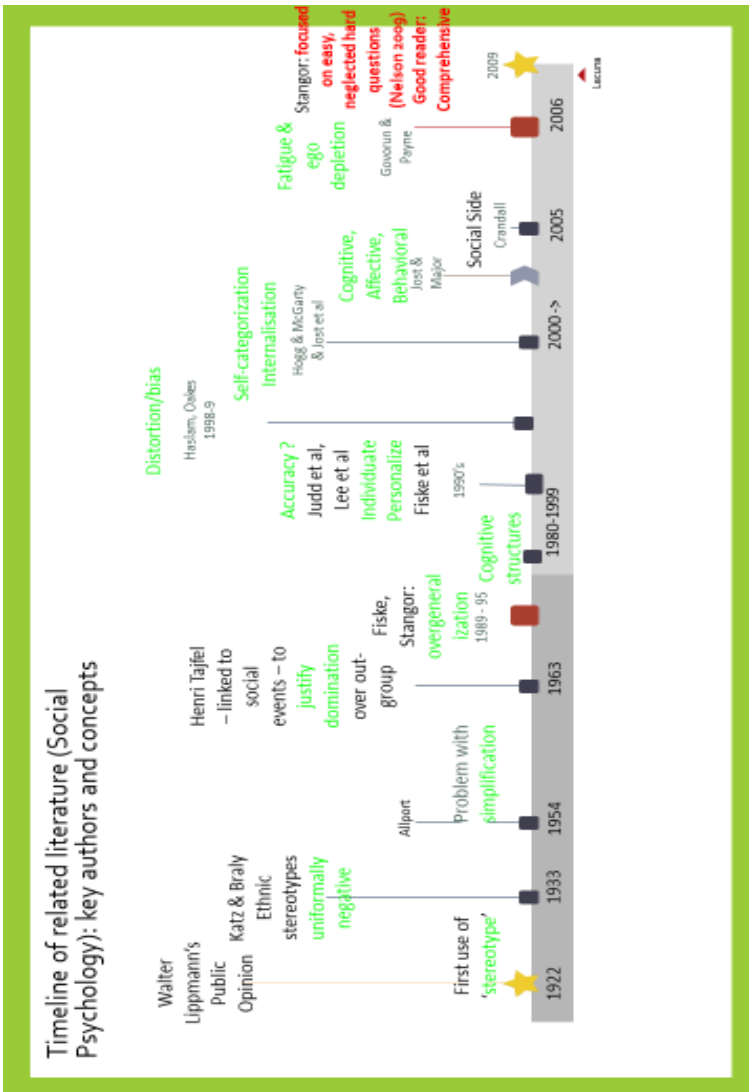 Timeline of related literature (Social
Psychology): key authors and concepts
Walter
Lippmann's
Public
Opinion
First use of
'stereotype'
1922
Katz & Braly
Ethnic
stereotypes
uniformally
negative
1933
Allport
Problem with
simplification
1954
Henri Tajfel
– linked to
social
events – to
justify
domination
over out-
group
1963
Fiske,
Stangor:
overgeneral
ization
1989 - 95
Cognitive
structures
1980-1999
Accuracy ?
Judd et al,
Lee et al
Individuate
Personalize
Fiske et al
1990's
Distortion/bias
Haslam, Oakes
1998-9
Self-categorization
Internalisation
Hogg & McGarty
& Jost et al
2000 ->
Cognitive,
Affective,
Behavioral
Jost &
Major
Social Side
Crandall
2005
Fatigue &
ego
depletion
Govorun &
Payne
2006
Stangor: focused
on easy,
neglected hard
questions
(Nelson 2009)
Good reader:
Comprehensive
2009
Lacuna